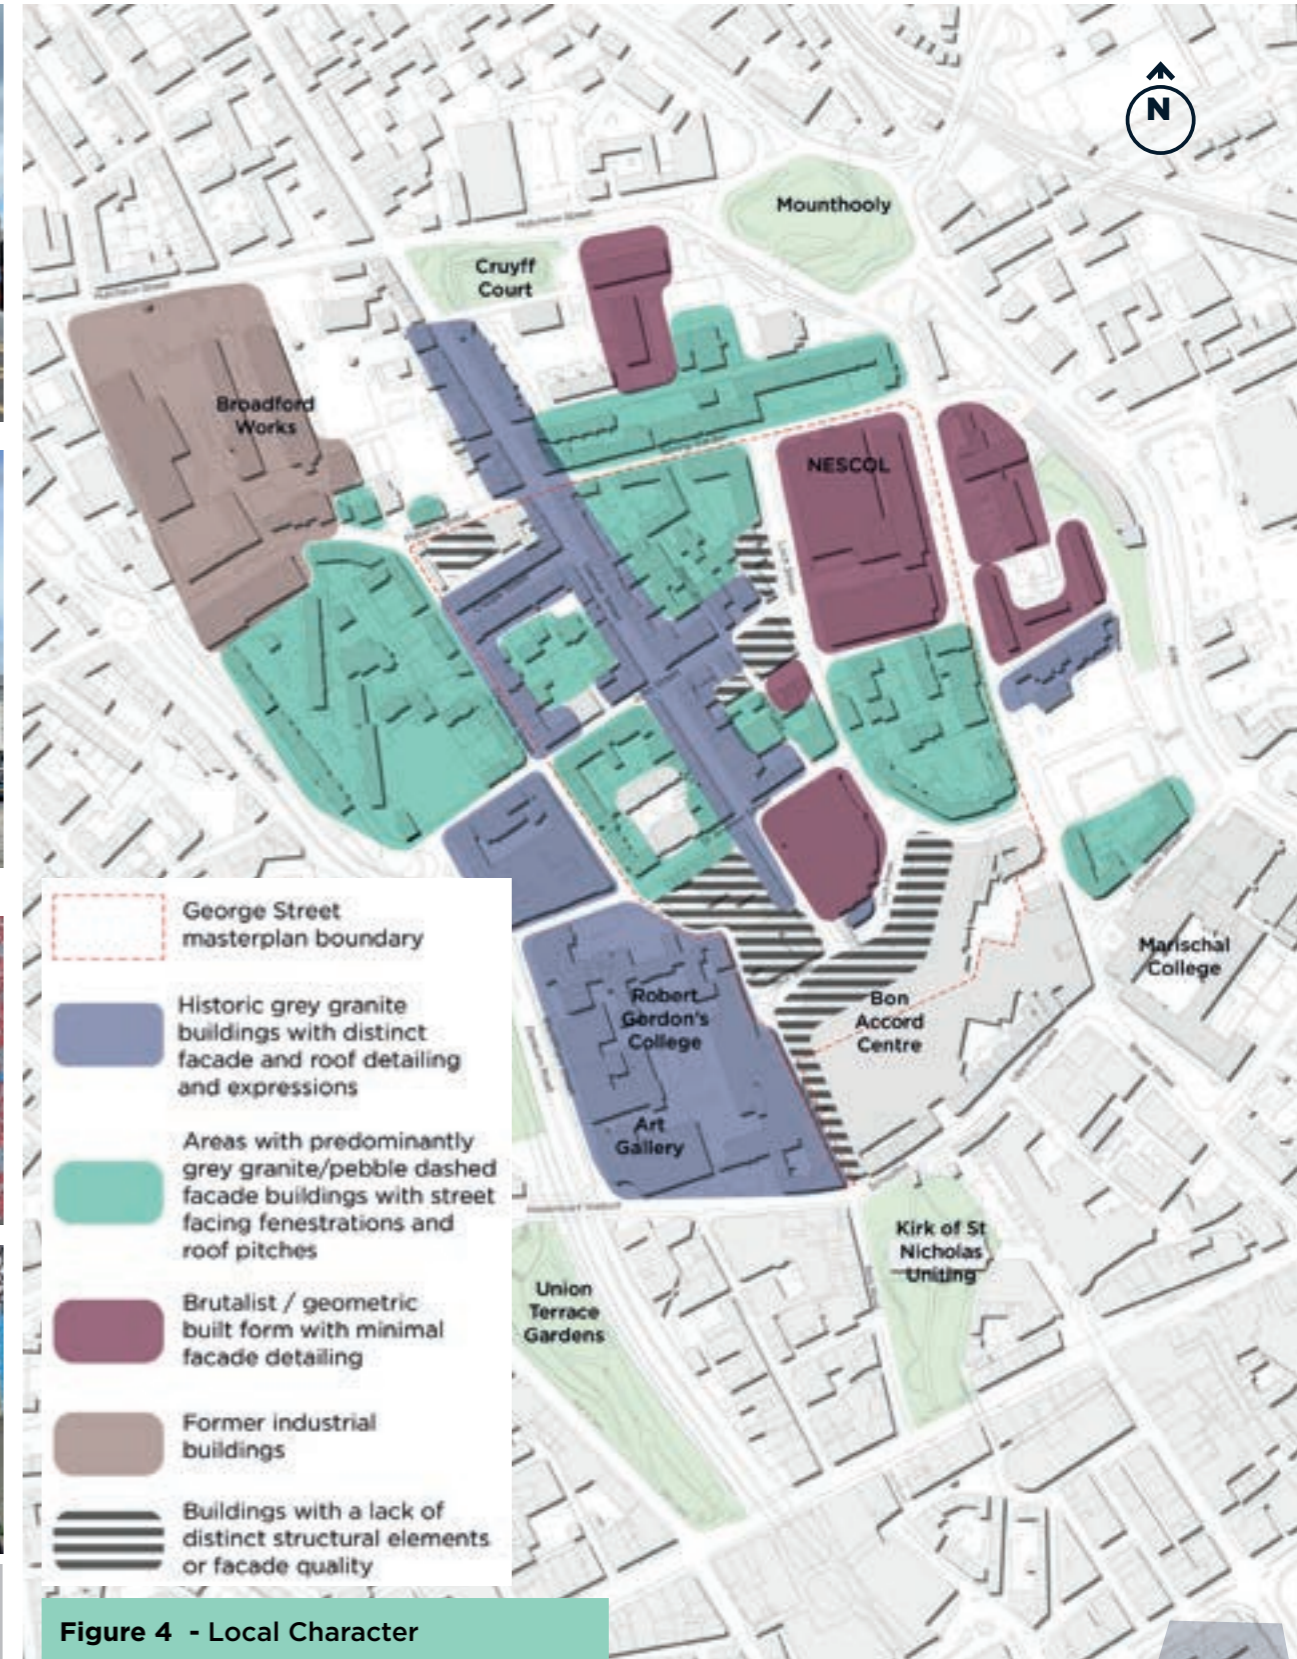 N
Mounthooly
Hutcheon Street
Cruyff
Court
Hutcheon Street
Broadford
Works
NESCOL
Marischal
College
Robert
Gordon's
College
Bon
Accord
Centre
Art
Gallery
Kirk of St
Nicholas
Uniting
Union
Terrace
Gardens
George Street
masterplan boundary
Historic grey granite
buildings with distinct
facade and roof detailing
and expressions
Areas with predominantly
grey granite/pebble dashed
facade buildings with street
facing fenestrations and
roof pitches
Brutalist / geometric
built form with minimal
facade detailing
Former industrial
buildings
Buildings with a lack of
distinct structural elements
or facade quality
Figure 4 - Local Character